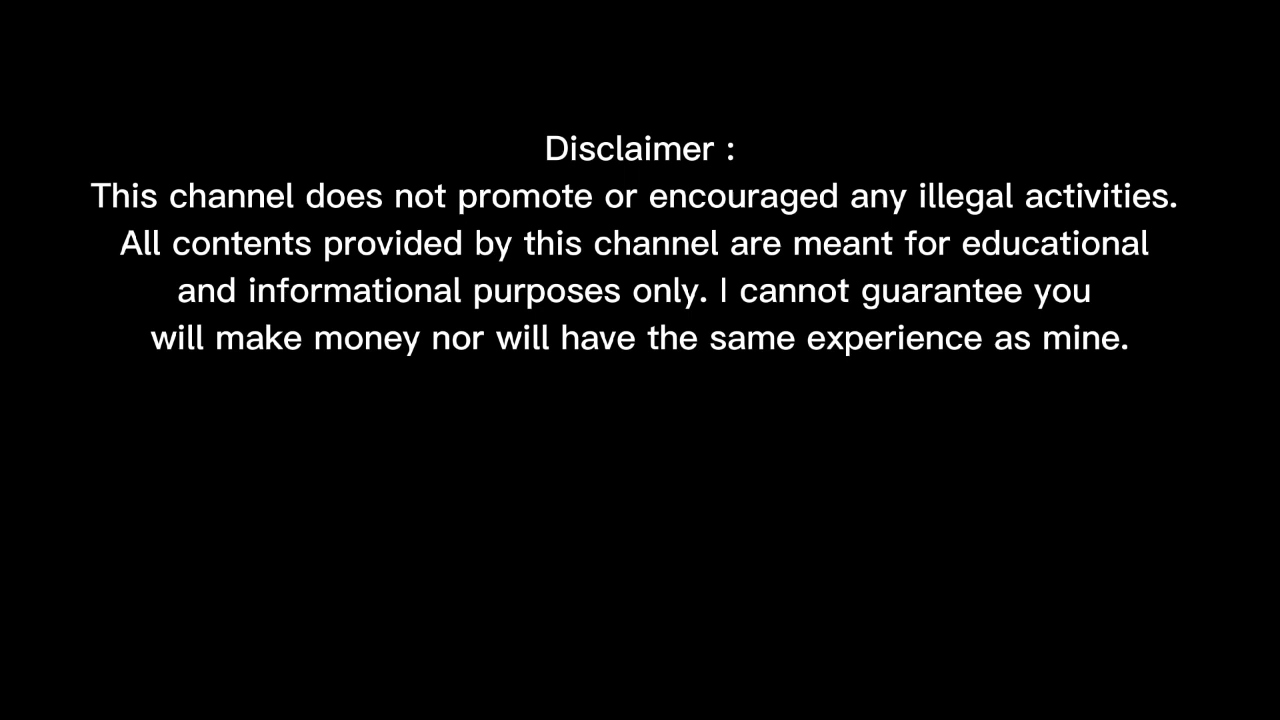 Disclaimer :
This channel does not promote or encouraged any illegal activities.
All contents provided by this channel are meant for educational
and informational purposes only. I cannot guarantee you
will make money nor will have the same experience as mine.